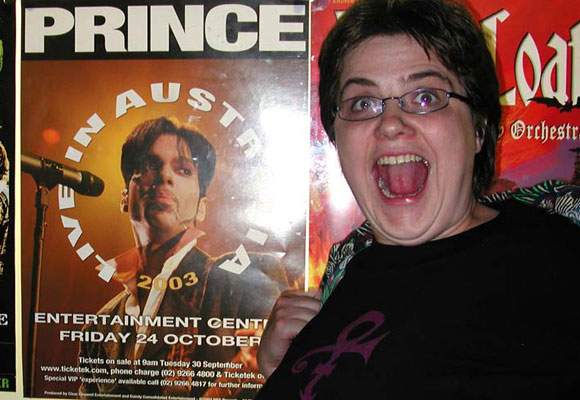 PRINCE
LIVE IN AUSTRALIA
2003
ENTERTAINMENT CENT
FRIDAY 24 OCTOBER
Tickets on sale at 9am Tuesday 30 September
www.ticketek.com, phone charge (02) 9266 4800 & Ticketek o
Special VIP 'experience' available call (02) 9266 4817 for further inform
Loaf
Orchestra
E
ER